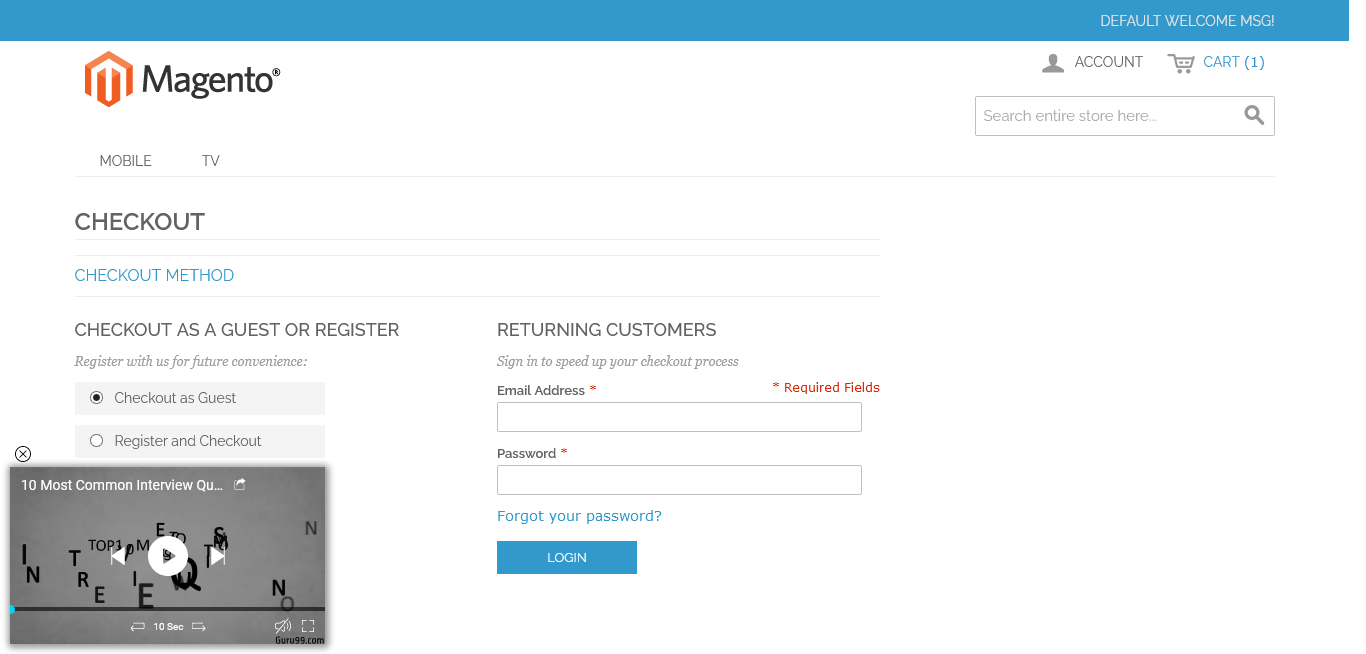 DEFAULT WELCOME MSG!
Magento®
ACCOUNT
CART (1)
Search entire store here...
MOBILE
TV
CHECKOUT
CHECKOUT METHOD
CHECKOUT AS A GUEST OR REGISTER
Register with us for future convenience:
Checkout as Guest
Register and Checkout
RETURNING CUSTOMERS
Sign in to speed up your checkout process
Email Address *
* Required Fields
Password *
Forgot your password?
LOGIN
10 Most Common Interview Qu...
10 Sec
Guru99.com